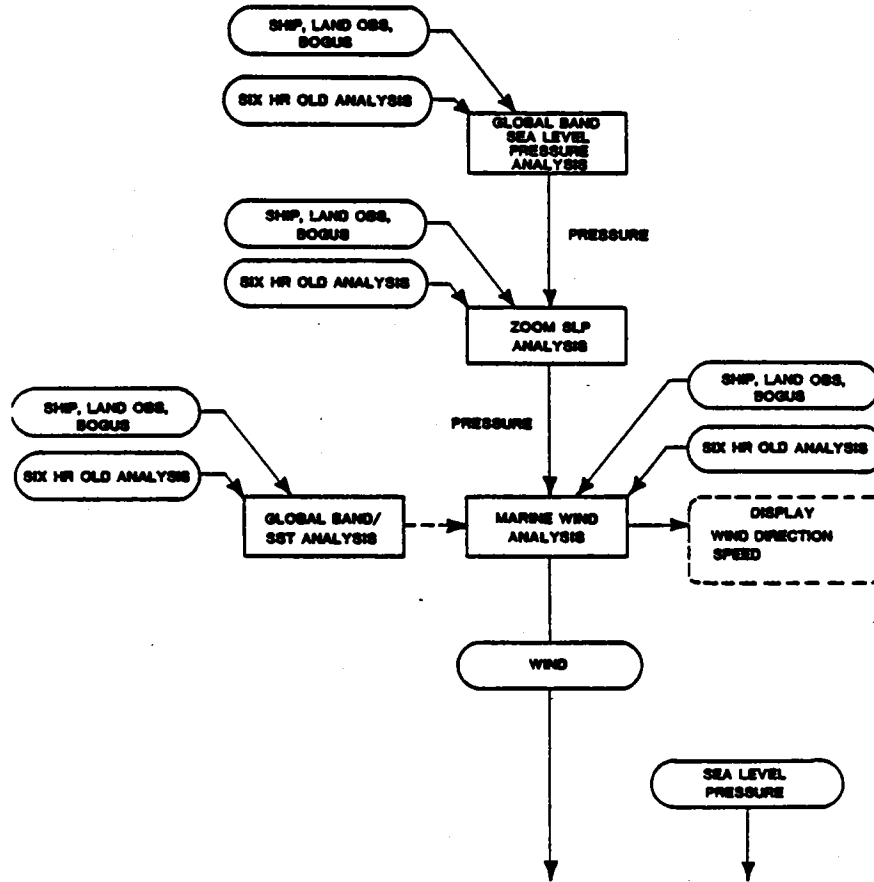 SHIP, LAND OBS,
BOGUS
SIX HR OLD ANALYSIS
GLOBAL BAND
SEA LEVEL
PRESSURE
ANALYSIS
SHIP, LAND OBS,
BOGUS
PRESSURE
SIX HR OLD ANALYSIS
ZOOM SLP
ANALYSIS
SHIP, LAND OBS,
BOGUS
SHIP, LAND OBS,
BOGUS
PRESSURE
SIX HR OLD ANALYSIS
SIX HR OLD ANALYSIS
GLOBAL BAND/
SST ANALYSIS
MARINE WIND
ANALYSIS
DISPLAY
WIND DIRECTION
SPEED
WIND
SEA LEVEL
PRESSURE